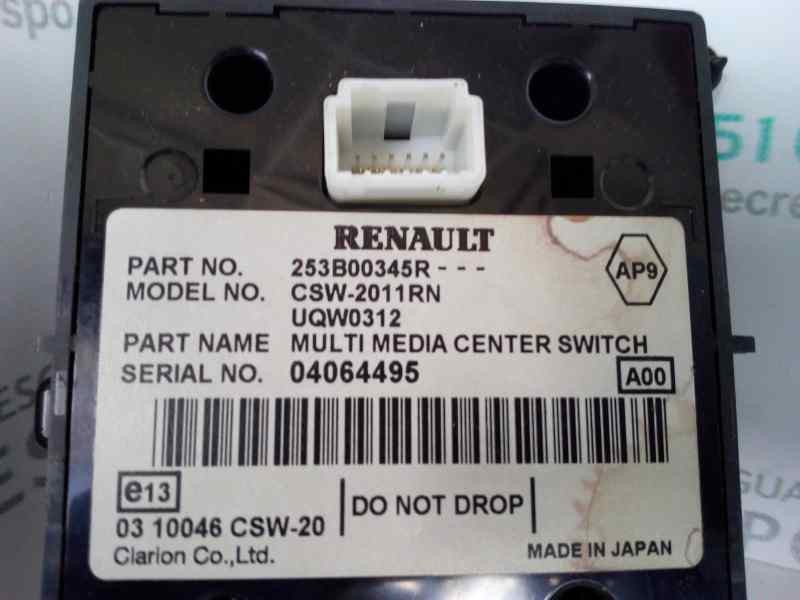 RENAULT
PART NO. 253B00345R - - -
AP9
MODEL NO. CSW-2011RN
UQW0312
PART NAME MULTI MEDIA CENTER SWITCH
SERIAL NO. 04064495
A00
e13
DO NOT DROP
03 10046 CSW-20
Clarion Co.,Ltd.
MADE IN JAPAN